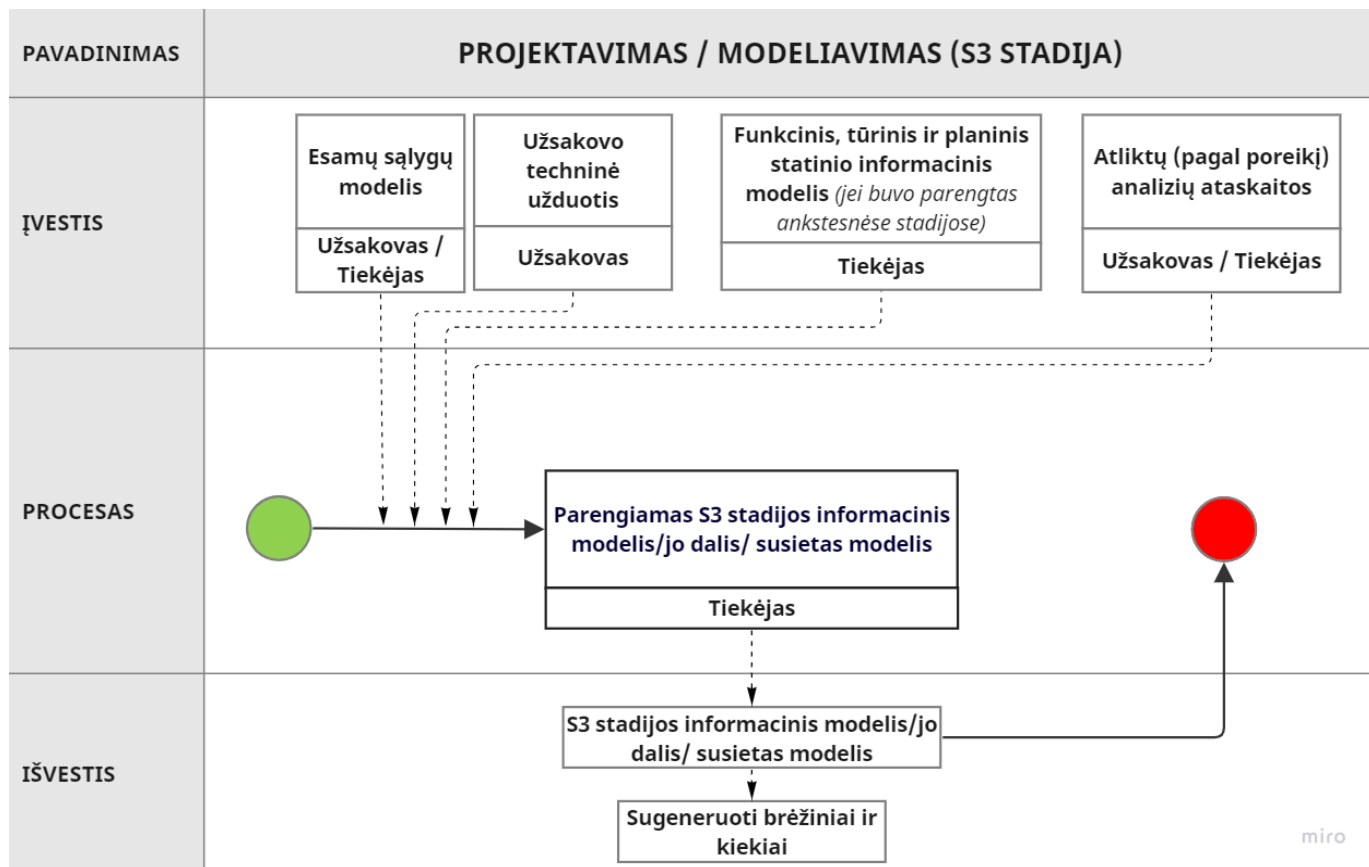 PAVADINIMAS
PROJEKTAVIMAS / MODELIAVIMAS (S3 STADIJA)
ĮVESTIS
Esamų sąlygų
modelis
Užsakovas /
Tiekėjas
Užsakovo
techninė
užduotis
Užsakovas
Funkcinis, tūrinis ir planinis
statinio informacinis
modelis (jei buvo parengtas
ankstesnėse stadijose)
Tiekėjas
Atliktų (pagal poreikį)
analizių ataskaitos
Užsakovas / Tiekėjas
PROCESAS
Parengiamas S3 stadijos informacinis
modelis/jo dalis/ susietas modelis
Tiekėjas
IŠVESTIS
S3 stadijos informacinis modelis/jo
dalis/ susietas modelis
Sugeneruoti brėžiniai ir
kiekiai
miro